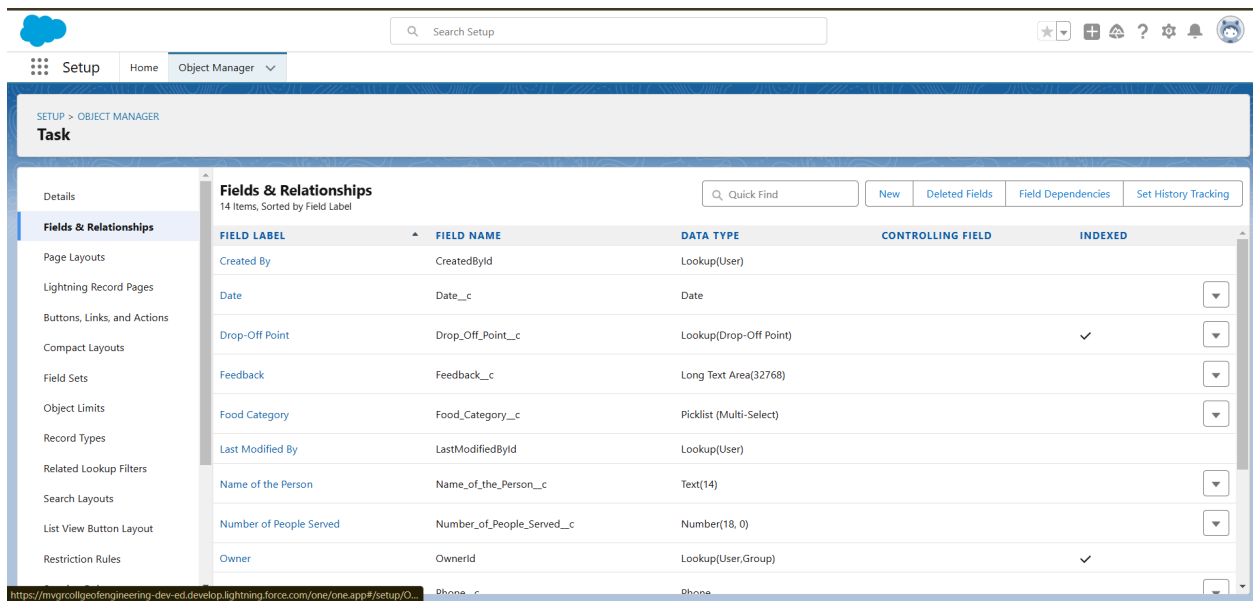 Search Setup
Setup Home Object Manager
SETUP > OBJECT MANAGER
Task
Details
Fields & Relationships
Page Layouts
Lightning Record Pages
Buttons, Links, and Actions
Compact Layouts
Field Sets
Object Limits
Record Types
Related Lookup Filters
Search Layouts
List View Button Layout
Restriction Rules
Fields & Relationships
14 Items, Sorted by Field Label
Quick Find
New Deleted Fields Field Dependencies Set History Tracking
FIELD LABEL FIELD NAME DATA TYPE CONTROLLING FIELD INDEXED
Created By CreatedById Lookup(User)
Date Date__c Date
Drop-Off Point Drop_Off_Point__c Lookup(Drop-Off Point)
Feedback Feedback__c Long Text Area(32768)
Food Category Food_Category__c Picklist (Multi-Select)
Last Modified By LastModifiedById Lookup(User)
Name of the Person Name_of_the_Person__c Text(14)
Number of People Served Number_of_People_Served__c Number(18, 0)
Owner OwnerId Lookup(User,Group)
Phone__c Phone
https://mvgrcollgeofengineering-dev-ed.develop.lightning.force.com/one/one.app#/setup/O...